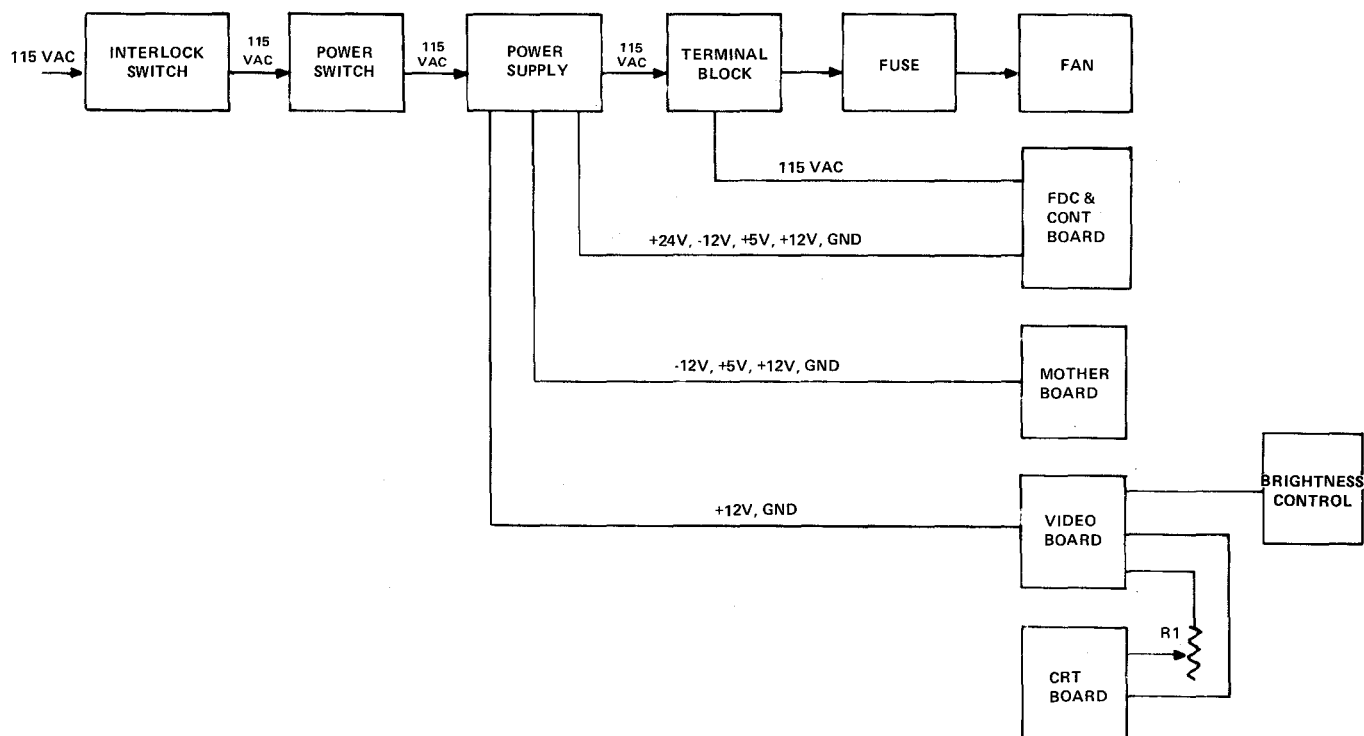 115 VAC
INTERLOCK
SWITCH
115
VAC
POWER
SWITCH
115
VAC
POWER
SUPPLY
115
VAC
TERMINAL
BLOCK
FUSE
FAN
115 VAC
FDC &
CONT
BOARD
+24V, -12V, +5V, +12V, GND
-12V, +5V, +12V, GND
MOTHER
BOARD
+12V, GND
VIDEO
BOARD
BRIGHTNESS
CONTROL
R1
CRT
BOARD